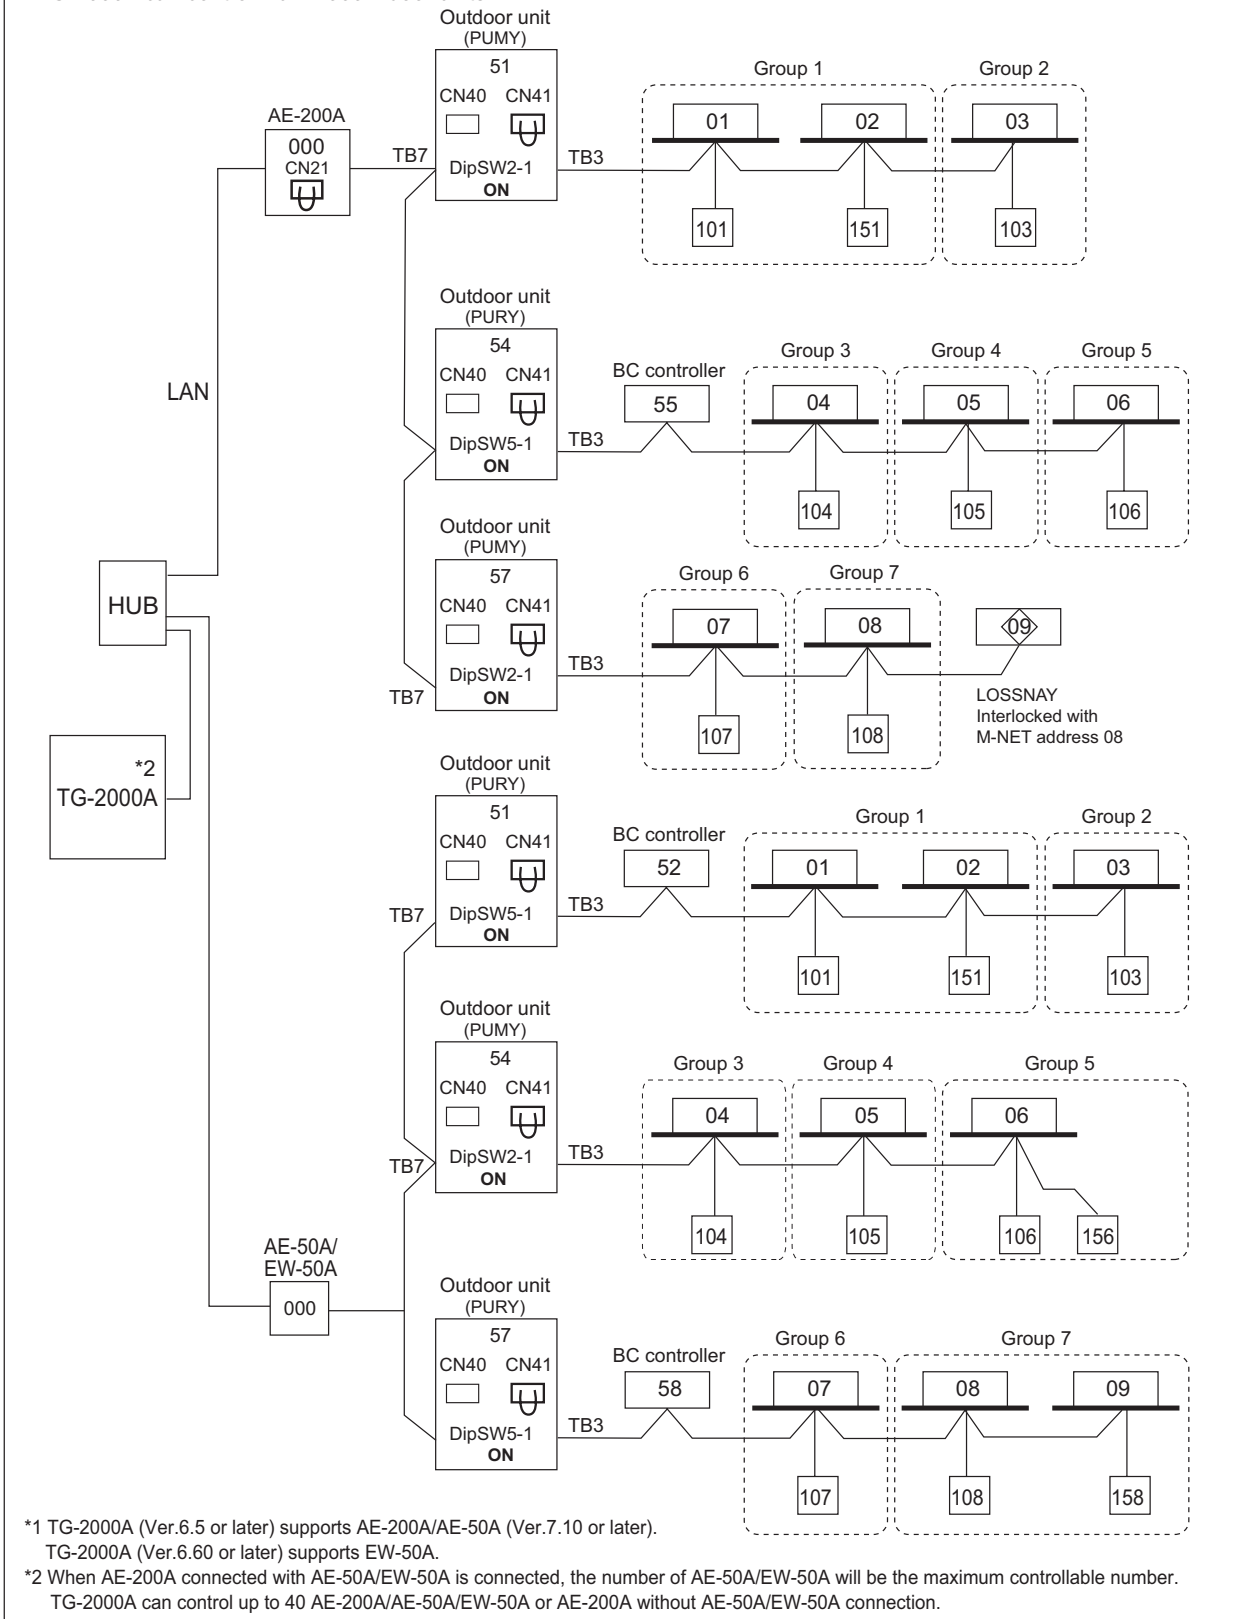 Outdoor unit
(PUMY)
51
CN40 CN41
DipSW2-1
ON
AE-200A
000
CN21
TB7
TB3
Group 1
Group 2
01
02
03
101
151
103
LAN
Outdoor unit
(PURY)
54
CN40 CN41
DipSW5-1
ON
TB3
BC controller
55
Group 3
Group 4
Group 5
04
05
06
104
105
106
HUB
Outdoor unit
(PUMY)
57
CN40 CN41
DipSW2-1
ON
TB7
TB3
Group 6
Group 7
07
08
09
107
108
LOSSNAY
Interlocked with
M-NET address 08
*2
TG-2000A
Outdoor unit
(PURY)
51
CN40 CN41
DipSW5-1
ON
TB7
TB3
BC controller
52
Group 1
Group 2
01
02
03
101
151
103
Outdoor unit
(PUMY)
54
CN40 CN41
DipSW2-1
ON
TB7
TB3
Group 3
Group 4
Group 5
04
05
06
104
105
106
156
AE-50A/
EW-50A
000
Outdoor unit
(PURY)
57
CN40 CN41
DipSW5-1
ON
TB3
BC controller
58
Group 6
Group 7
07
08
09
107
108
158
*1 TG-2000A (Ver.6.5 or later) supports AE-200A/AE-50A (Ver.7.10 or later).
TG-2000A (Ver.6.60 or later) supports EW-50A.
*2 When AE-200A connected with AE-50A/EW-50A is connected, the number of AE-50A/EW-50A will be the maximum controllable number.
TG-2000A can control up to 40 AE-200A/AE-50A/EW-50A or AE-200A without AE-50A/EW-50A connection.